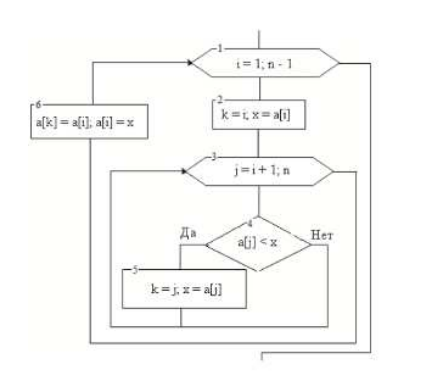 1
i = 1; n - 1
2
k = i; x = a[i]
6
a[k] = a[i]; a[i] = x
3
j = i + 1; n
4
a[j] < x
Да
Нет
5
k = j; x = a[j]